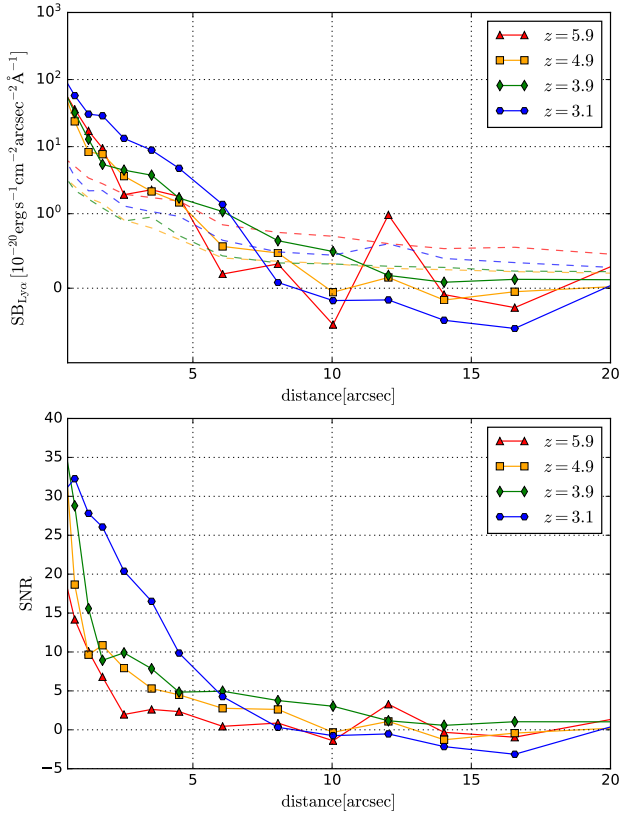 10³
10²
10¹
10⁰
0
SB_Lyα [10⁻²⁰ erg s⁻¹ cm⁻² arcsec⁻² Å⁻¹]
z = 5.9
z = 4.9
z = 3.9
z = 3.1
5
10
15
20
distance[arcsec]
40
35
30
25
20
15
10
5
0
−5
SNR
z = 5.9
z = 4.9
z = 3.9
z = 3.1
5
10
15
20
distance[arcsec]